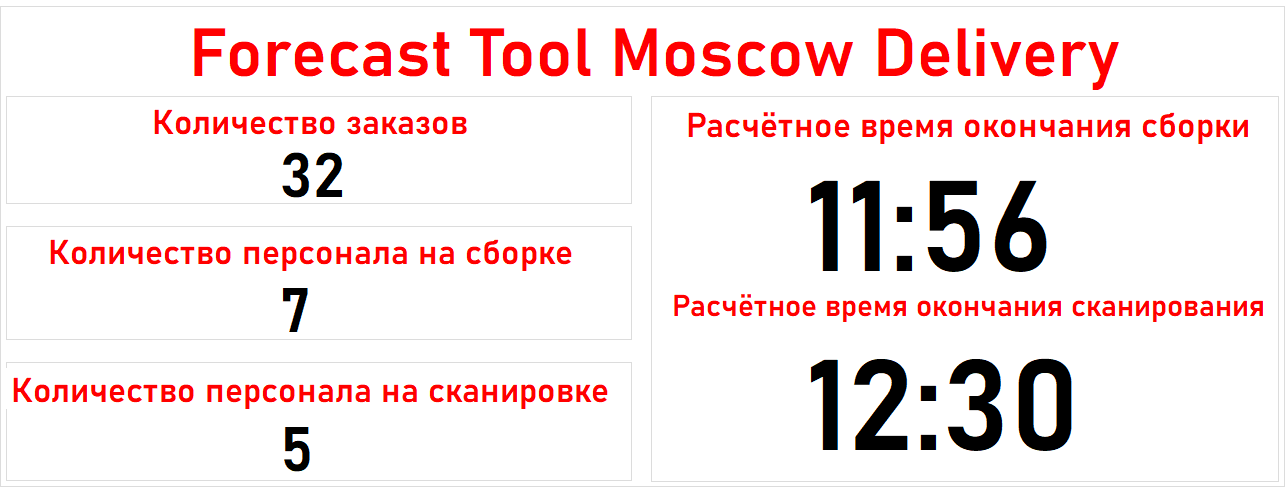 Forecast Tool Moscow Delivery
Количество заказов
32
Количество персонала на сборке
7
Количество персонала на сканировке
5
Расчётное время окончания сборки
11:56
Расчётное время окончания сканирования
12:30